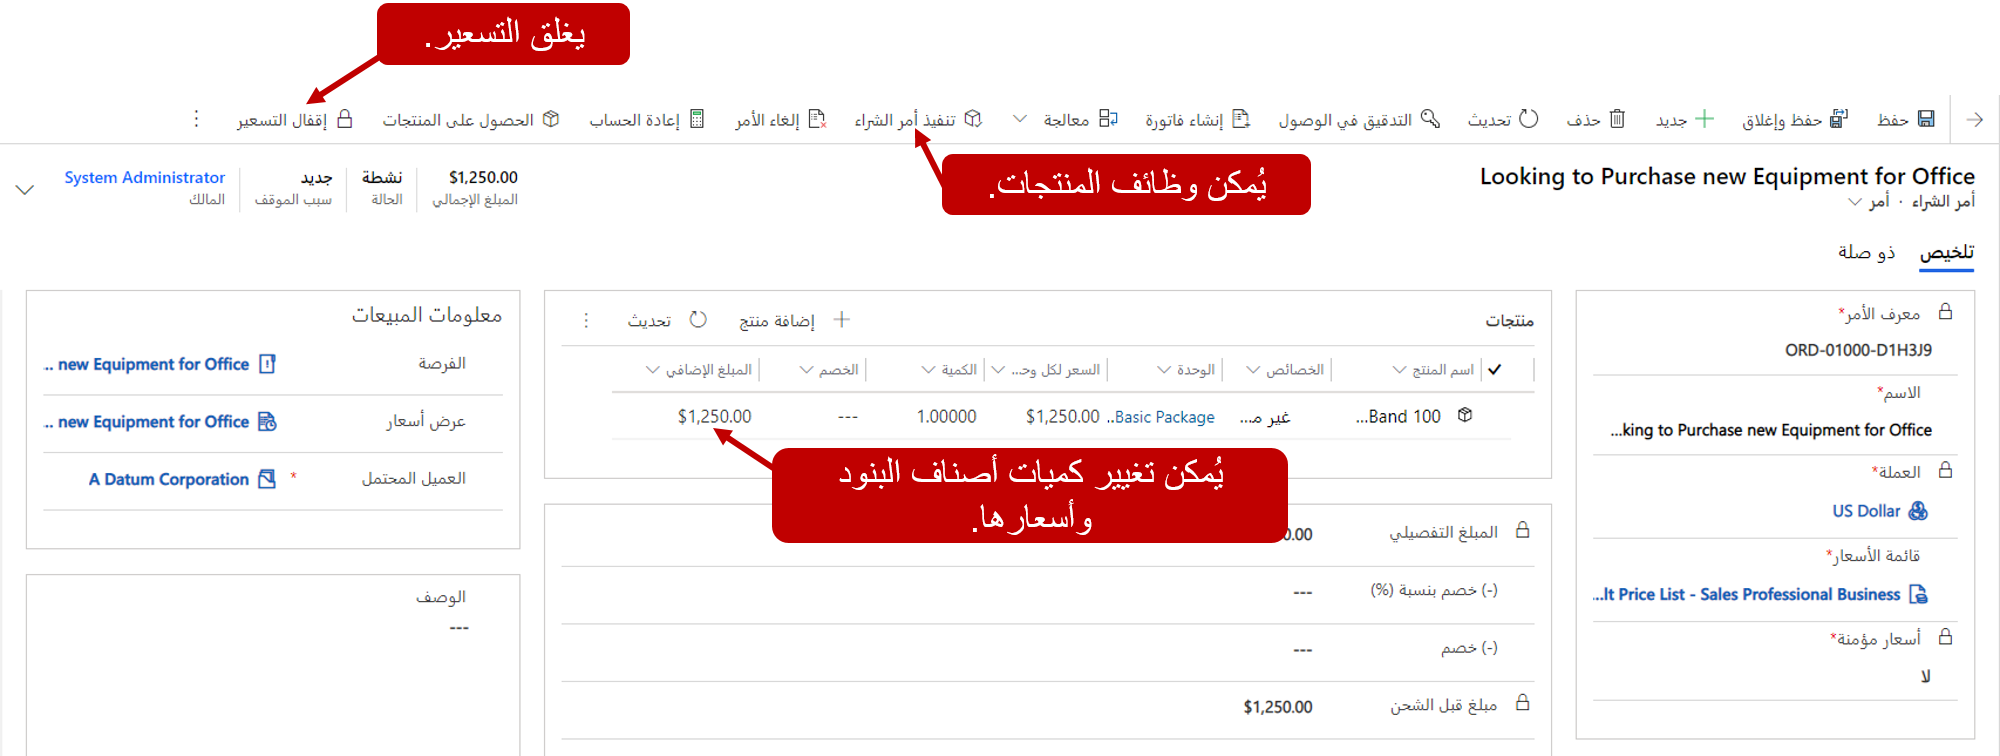 يغلق التسعير.
حفظ
حفظ وإغلاق
جديد
حذف
تحديث
التدقيق في الوصول
إنشاء فاتورة
معالجة
تنفيذ أمر الشراء
إلغاء الأمر
إعادة الحساب
الحصول على المنتجات
إقفال التسعير
يُمكن وظائف المنتجات.
Looking to Purchase new Equipment for Office
أمر الشراء · أمر
$1,250.00
المبلغ الإجمالي
نشطة
الحالة
جديد
سبب الموقف
System Administrator
المالك
تلخيص
ذو صلة
معرف الأمر*
ORD-01000-D1H3J9
الاسم*
...king to Purchase new Equipment for Office
العملة*
US Dollar
قائمة الأسعار*
...lt Price List - Sales Professional Business
أسعار مؤمنة*
لا
منتجات
إضافة منتج
تحديث
اسم المنتج
الخصائص
الوحدة
السعر لكل وح...
الكمية
الخصم
المبلغ الإضافي
...Band 100
غير م...
..Basic Package
$1,250.00
1.00000
---
$1,250.00
يُمكن تغيير كميات أصناف البنود
وأسعارها.
المبلغ التفصيلي
0.00
(-) خصم بنسبة (%)
---
(-) خصم
---
مبلغ قبل الشحن
$1,250.00
معلومات المبيعات
الفرصة
.. new Equipment for Office
عرض أسعار
.. new Equipment for Office
العميل المحتمل
* A Datum Corporation
الوصف
---